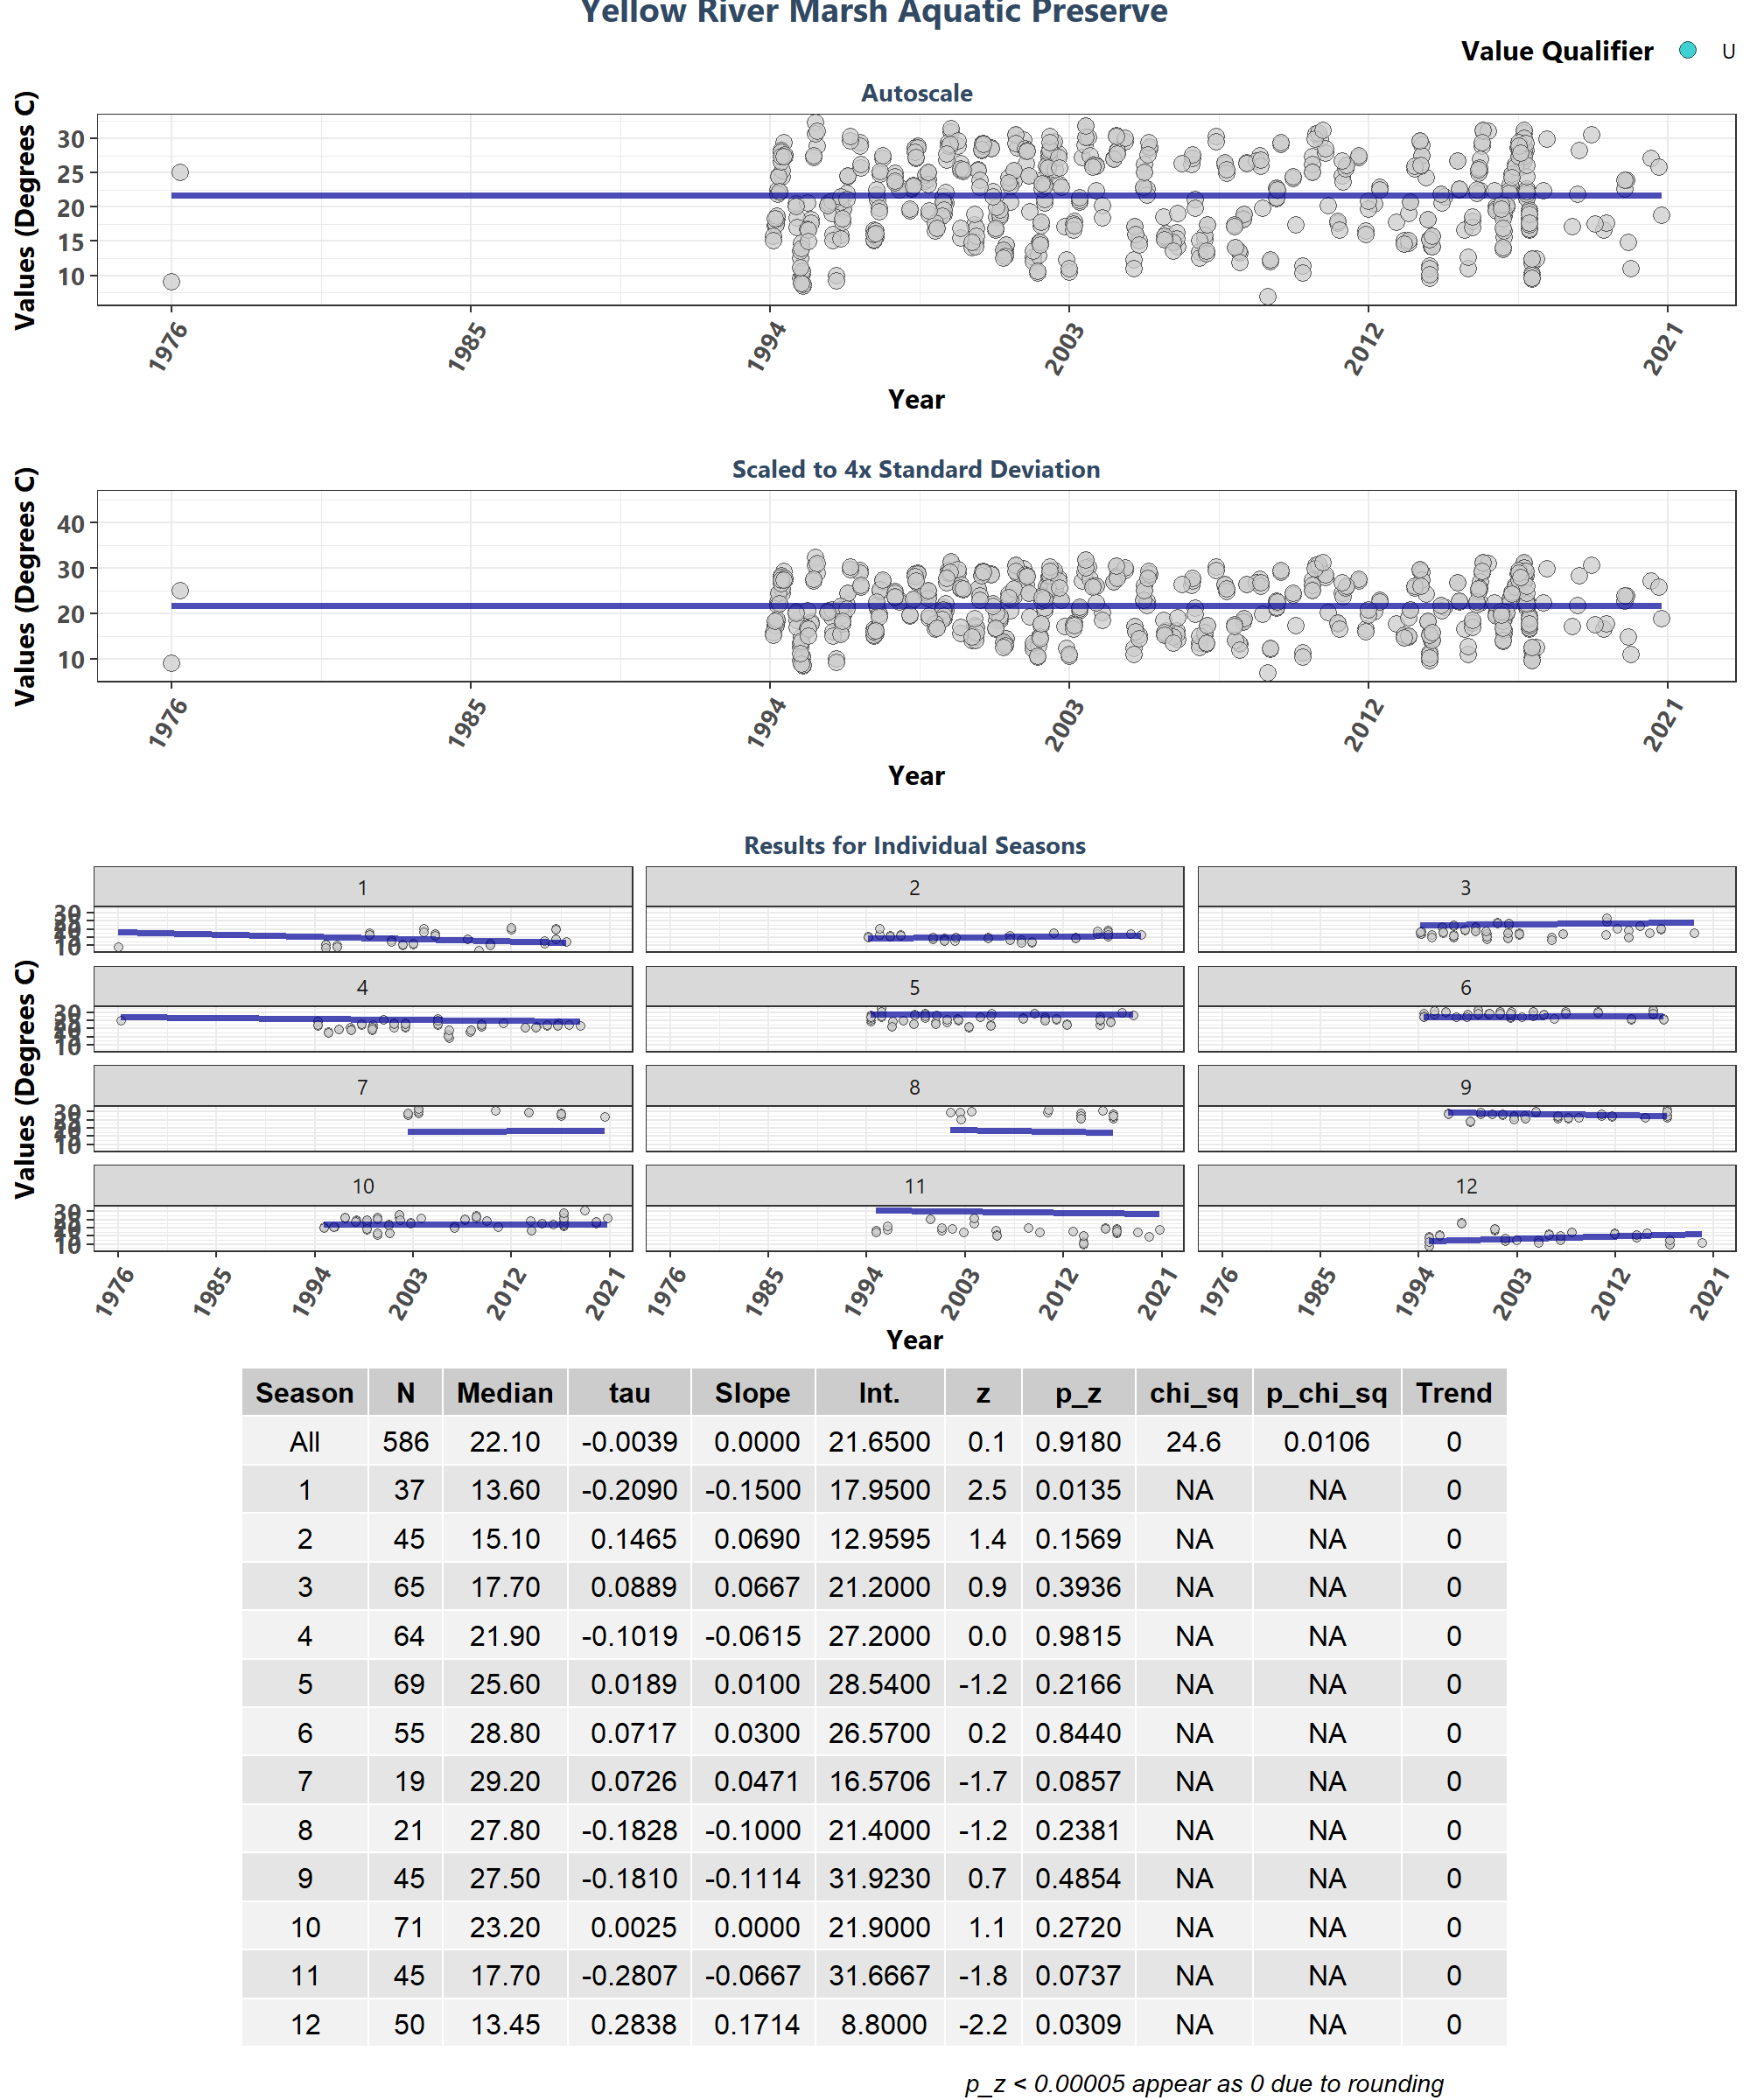 Yellow River Marsh Aquatic Preserve
Value Qualifier U
Autoscale
Values (Degrees C)
30
25
20
15
10
1976 1985 1994 2003 2012 2021
Year
Scaled to 4x Standard Deviation
Values (Degrees C)
40
30
20
10
1976 1985 1994 2003 2012 2021
Year
Results for Individual Seasons
Values (Degrees C)
1 2 3
30
10
4 5 6
30
10
7 8 9
30
10
10 11 12
30
10
1976 1985 1994 2003 2012 2021 1976 1985 1994 2003 2012 2021 1976 1985 1994 2003 2012 2021
Year
Season N Median tau Slope Int. z p_z chi_sq p_chi_sq Trend
All 586 22.10 -0.0039 0.0000 21.6500 0.1 0.9180 24.6 0.0106 0
1 37 13.60 -0.2090 -0.1500 17.9500 2.5 0.0135 NA NA 0
2 45 15.10 0.1465 0.0690 12.9595 1.4 0.1569 NA NA 0
3 65 17.70 0.0889 0.0667 21.2000 0.9 0.3936 NA NA 0
4 64 21.90 -0.1019 -0.0615 27.2000 0.0 0.9815 NA NA 0
5 69 25.60 0.0189 0.0100 28.5400 -1.2 0.2166 NA NA 0
6 55 28.80 0.0717 0.0300 26.5700 0.2 0.8440 NA NA 0
7 19 29.20 0.0726 0.0471 16.5706 -1.7 0.0857 NA NA 0
8 21 27.80 -0.1828 -0.1000 21.4000 -1.2 0.2381 NA NA 0
9 45 27.50 -0.1810 -0.1114 31.9230 0.7 0.4854 NA NA 0
10 71 23.20 0.0025 0.0000 21.9000 1.1 0.2720 NA NA 0
11 45 17.70 -0.2807 -0.0667 31.6667 -1.8 0.0737 NA NA 0
12 50 13.45 0.2838 0.1714 8.8000 -2.2 0.0309 NA NA 0
p_z < 0.00005 appear as 0 due to rounding